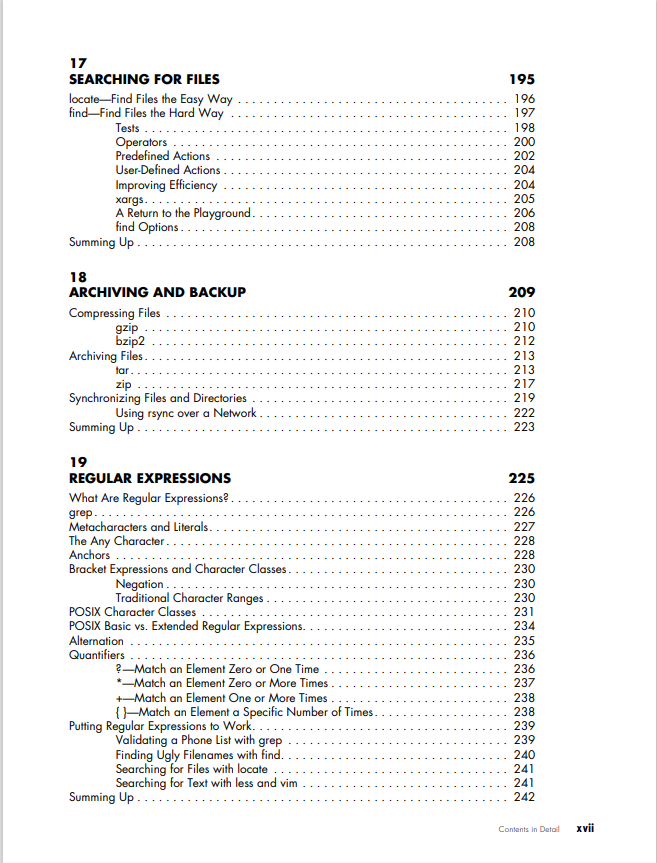 17
SEARCHING FOR FILES 195
locate—Find Files the Easy Way . . . . . . . . . . . . . . . . . . . . . . . . . . . . . . . . . . . . . . 196
find—Find Files the Hard Way . . . . . . . . . . . . . . . . . . . . . . . . . . . . . . . . . . . . . . . 197
Tests . . . . . . . . . . . . . . . . . . . . . . . . . . . . . . . . . . . . . . . . . . . . . . . . . . . 198
Operators . . . . . . . . . . . . . . . . . . . . . . . . . . . . . . . . . . . . . . . . . . . . . . . 200
Predefined Actions . . . . . . . . . . . . . . . . . . . . . . . . . . . . . . . . . . . . . . . . . 202
User-Defined Actions . . . . . . . . . . . . . . . . . . . . . . . . . . . . . . . . . . . . . . . . 204
Improving Efficiency . . . . . . . . . . . . . . . . . . . . . . . . . . . . . . . . . . . . . . . . 204
xargs. . . . . . . . . . . . . . . . . . . . . . . . . . . . . . . . . . . . . . . . . . . . . . . . . . . 205
A Return to the Playground. . . . . . . . . . . . . . . . . . . . . . . . . . . . . . . . . . . . 206
find Options. . . . . . . . . . . . . . . . . . . . . . . . . . . . . . . . . . . . . . . . . . . . . . 208
Summing Up . . . . . . . . . . . . . . . . . . . . . . . . . . . . . . . . . . . . . . . . . . . . . . . . . . . . 208
18
ARCHIVING AND BACKUP 209
Compressing Files . . . . . . . . . . . . . . . . . . . . . . . . . . . . . . . . . . . . . . . . . . . . . . . . 210
gzip . . . . . . . . . . . . . . . . . . . . . . . . . . . . . . . . . . . . . . . . . . . . . . . . . . . 210
bzip2 . . . . . . . . . . . . . . . . . . . . . . . . . . . . . . . . . . . . . . . . . . . . . . . . . . 212
Archiving Files. . . . . . . . . . . . . . . . . . . . . . . . . . . . . . . . . . . . . . . . . . . . . . . . . . . 213
tar. . . . . . . . . . . . . . . . . . . . . . . . . . . . . . . . . . . . . . . . . . . . . . . . . . . . . 213
zip . . . . . . . . . . . . . . . . . . . . . . . . . . . . . . . . . . . . . . . . . . . . . . . . . . . . 217
Synchronizing Files and Directories . . . . . . . . . . . . . . . . . . . . . . . . . . . . . . . . . . . . 219
Using rsync over a Network . . . . . . . . . . . . . . . . . . . . . . . . . . . . . . . . . . . 222
Summing Up . . . . . . . . . . . . . . . . . . . . . . . . . . . . . . . . . . . . . . . . . . . . . . . . . . . . 223
19
REGULAR EXPRESSIONS 225
What Are Regular Expressions?. . . . . . . . . . . . . . . . . . . . . . . . . . . . . . . . . . . . . . . 226
grep. . . . . . . . . . . . . . . . . . . . . . . . . . . . . . . . . . . . . . . . . . . . . . . . . . . . . . . . . . 226
Metacharacters and Literals. . . . . . . . . . . . . . . . . . . . . . . . . . . . . . . . . . . . . . . . . . 227
The Any Character . . . . . . . . . . . . . . . . . . . . . . . . . . . . . . . . . . . . . . . . . . . . . . . . 228
Anchors . . . . . . . . . . . . . . . . . . . . . . . . . . . . . . . . . . . . . . . . . . . . . . . . . . . . . . . 228
Bracket Expressions and Character Classes. . . . . . . . . . . . . . . . . . . . . . . . . . . . . . . 230
Negation . . . . . . . . . . . . . . . . . . . . . . . . . . . . . . . . . . . . . . . . . . . . . . . . 230
Traditional Character Ranges . . . . . . . . . . . . . . . . . . . . . . . . . . . . . . . . . . 230
POSIX Character Classes . . . . . . . . . . . . . . . . . . . . . . . . . . . . . . . . . . . . . . . . . . . 231
POSIX Basic vs. Extended Regular Expressions. . . . . . . . . . . . . . . . . . . . . . . . . . . . . 234
Alternation . . . . . . . . . . . . . . . . . . . . . . . . . . . . . . . . . . . . . . . . . . . . . . . . . . . . . 235
Quantifiers . . . . . . . . . . . . . . . . . . . . . . . . . . . . . . . . . . . . . . . . . . . . . . . . . . . . . 236
?—Match an Element Zero or One Time . . . . . . . . . . . . . . . . . . . . . . . . . . 236
*—Match an Element Zero or More Times . . . . . . . . . . . . . . . . . . . . . . . . . 237
+—Match an Element One or More Times . . . . . . . . . . . . . . . . . . . . . . . . . 238
{ }—Match an Element a Specific Number of Times. . . . . . . . . . . . . . . . . . . 238
Putting Regular Expressions to Work. . . . . . . . . . . . . . . . . . . . . . . . . . . . . . . . . . . . 239
Validating a Phone List with grep . . . . . . . . . . . . . . . . . . . . . . . . . . . . . . . 239
Finding Ugly Filenames with find. . . . . . . . . . . . . . . . . . . . . . . . . . . . . . . . 240
Searching for Files with locate . . . . . . . . . . . . . . . . . . . . . . . . . . . . . . . . . 241
Searching for Text with less and vim . . . . . . . . . . . . . . . . . . . . . . . . . . . . . 241
Summing Up . . . . . . . . . . . . . . . . . . . . . . . . . . . . . . . . . . . . . . . . . . . . . . . . . . . . 242
Contents in Detail xvii